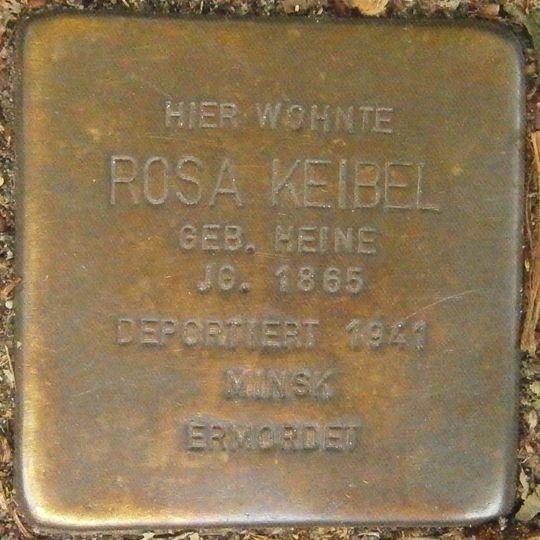 HIER WOHNTE
ROSA KEIBEL
GEB. HEINE
JG. 1865
DEPORTIERT 1941
MINSK
ERMORDET